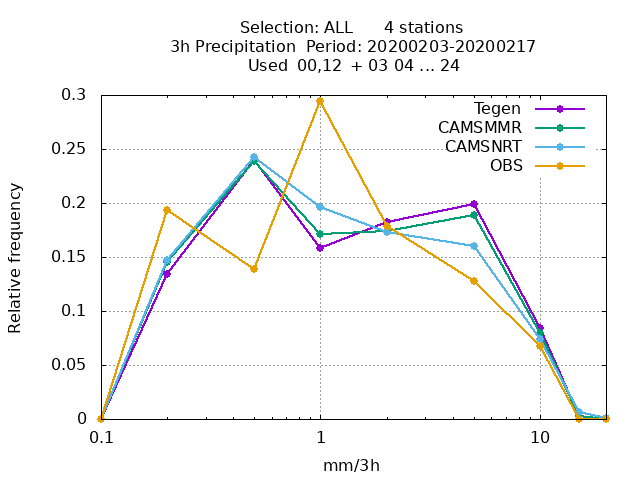 Selection: ALL 4 stations
3h Precipitation Period: 20200203-20200217
Used 00,12 + 03 04 ... 24
Tegen
CAMSMMR
CAMSNRT
OBS
0.3
0.25
0.2
0.15
0.1
0.05
0
Relative frequency
0.1 1 10
mm/3h